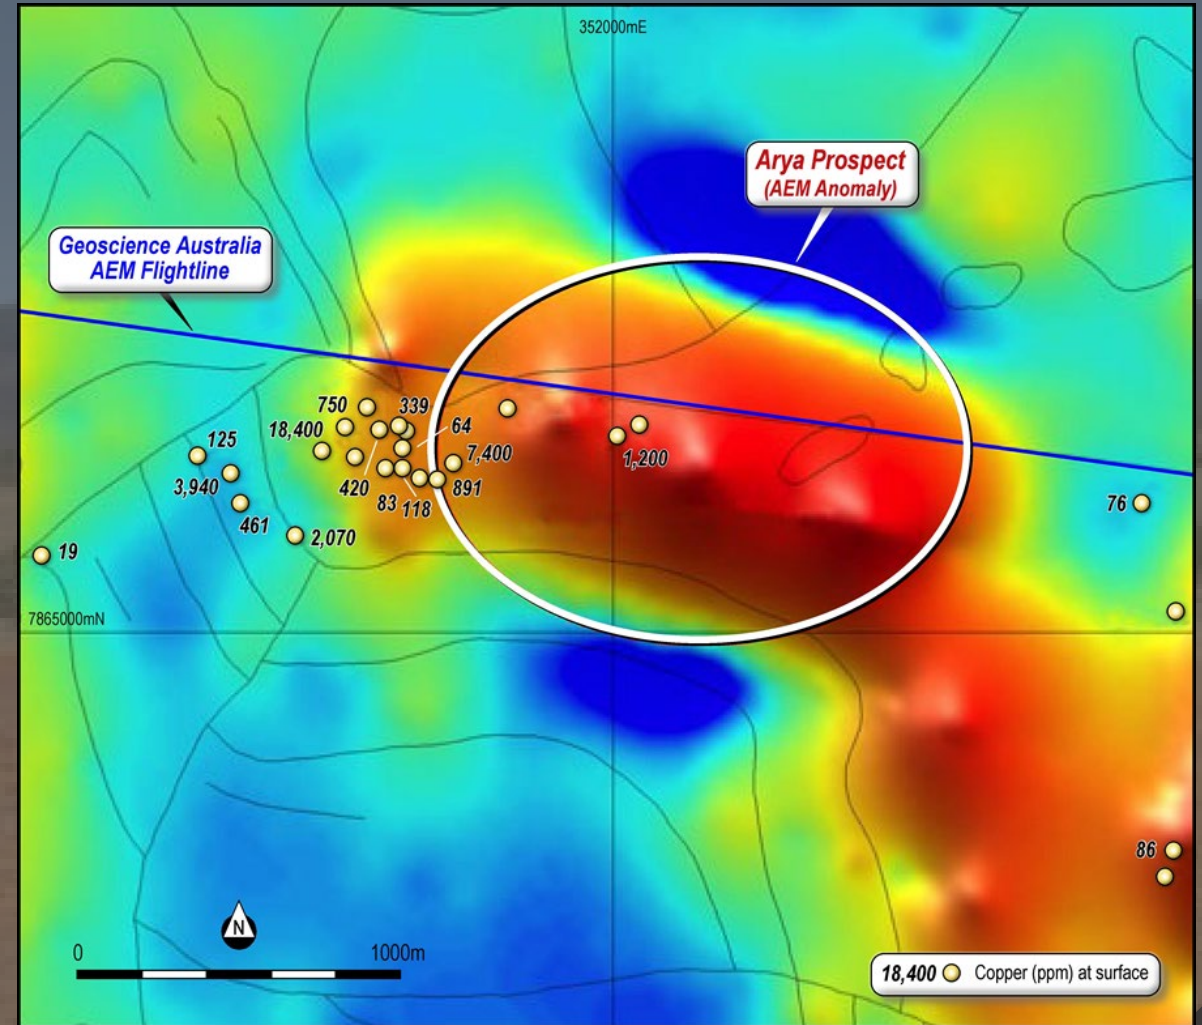 352000mE
Arya Prospect
(AEM Anomaly)
Geoscience Australia
AEM Flightline
750
339
18,400
64
125
7,400
1,200
3,940
420
891
83
118
461
76
2,070
19
7865000mN
86
N
0
1000m
18,400 Copper (ppm) at surface